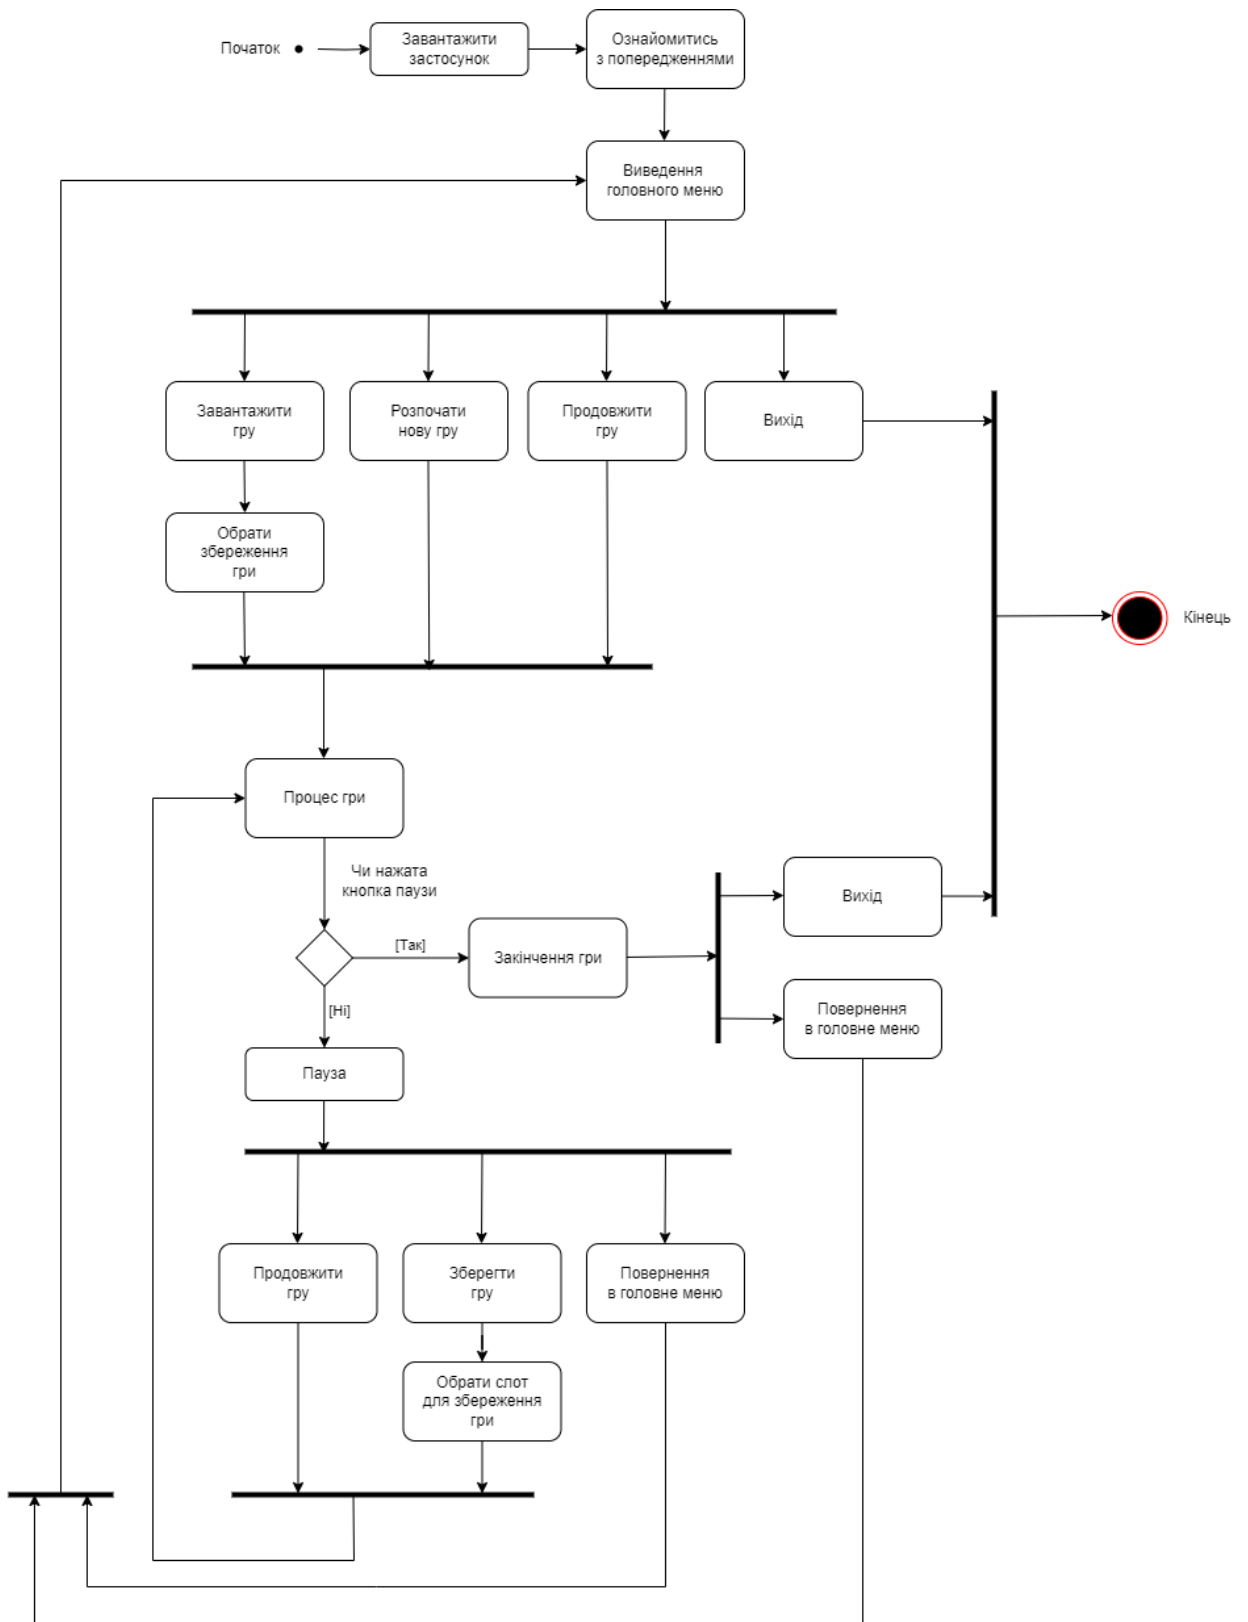 Початок
Завантажити
застосунок
Ознайомитись
з попередженнями
Виведення
головного меню
Завантажити
гру
Розпочати
нову гру
Продовжити
гру
Вихід
Обрати
збереження
гри
Кінець
Процес гри
Чи нажата
кнопка паузи
[Так]
Закінчення гри
Вихід
[Ні]
Повернення
в головне меню
Пауза
Продовжити
гру
Зберегти
гру
Повернення
в головне меню
Обрати слот
для збереження
гри